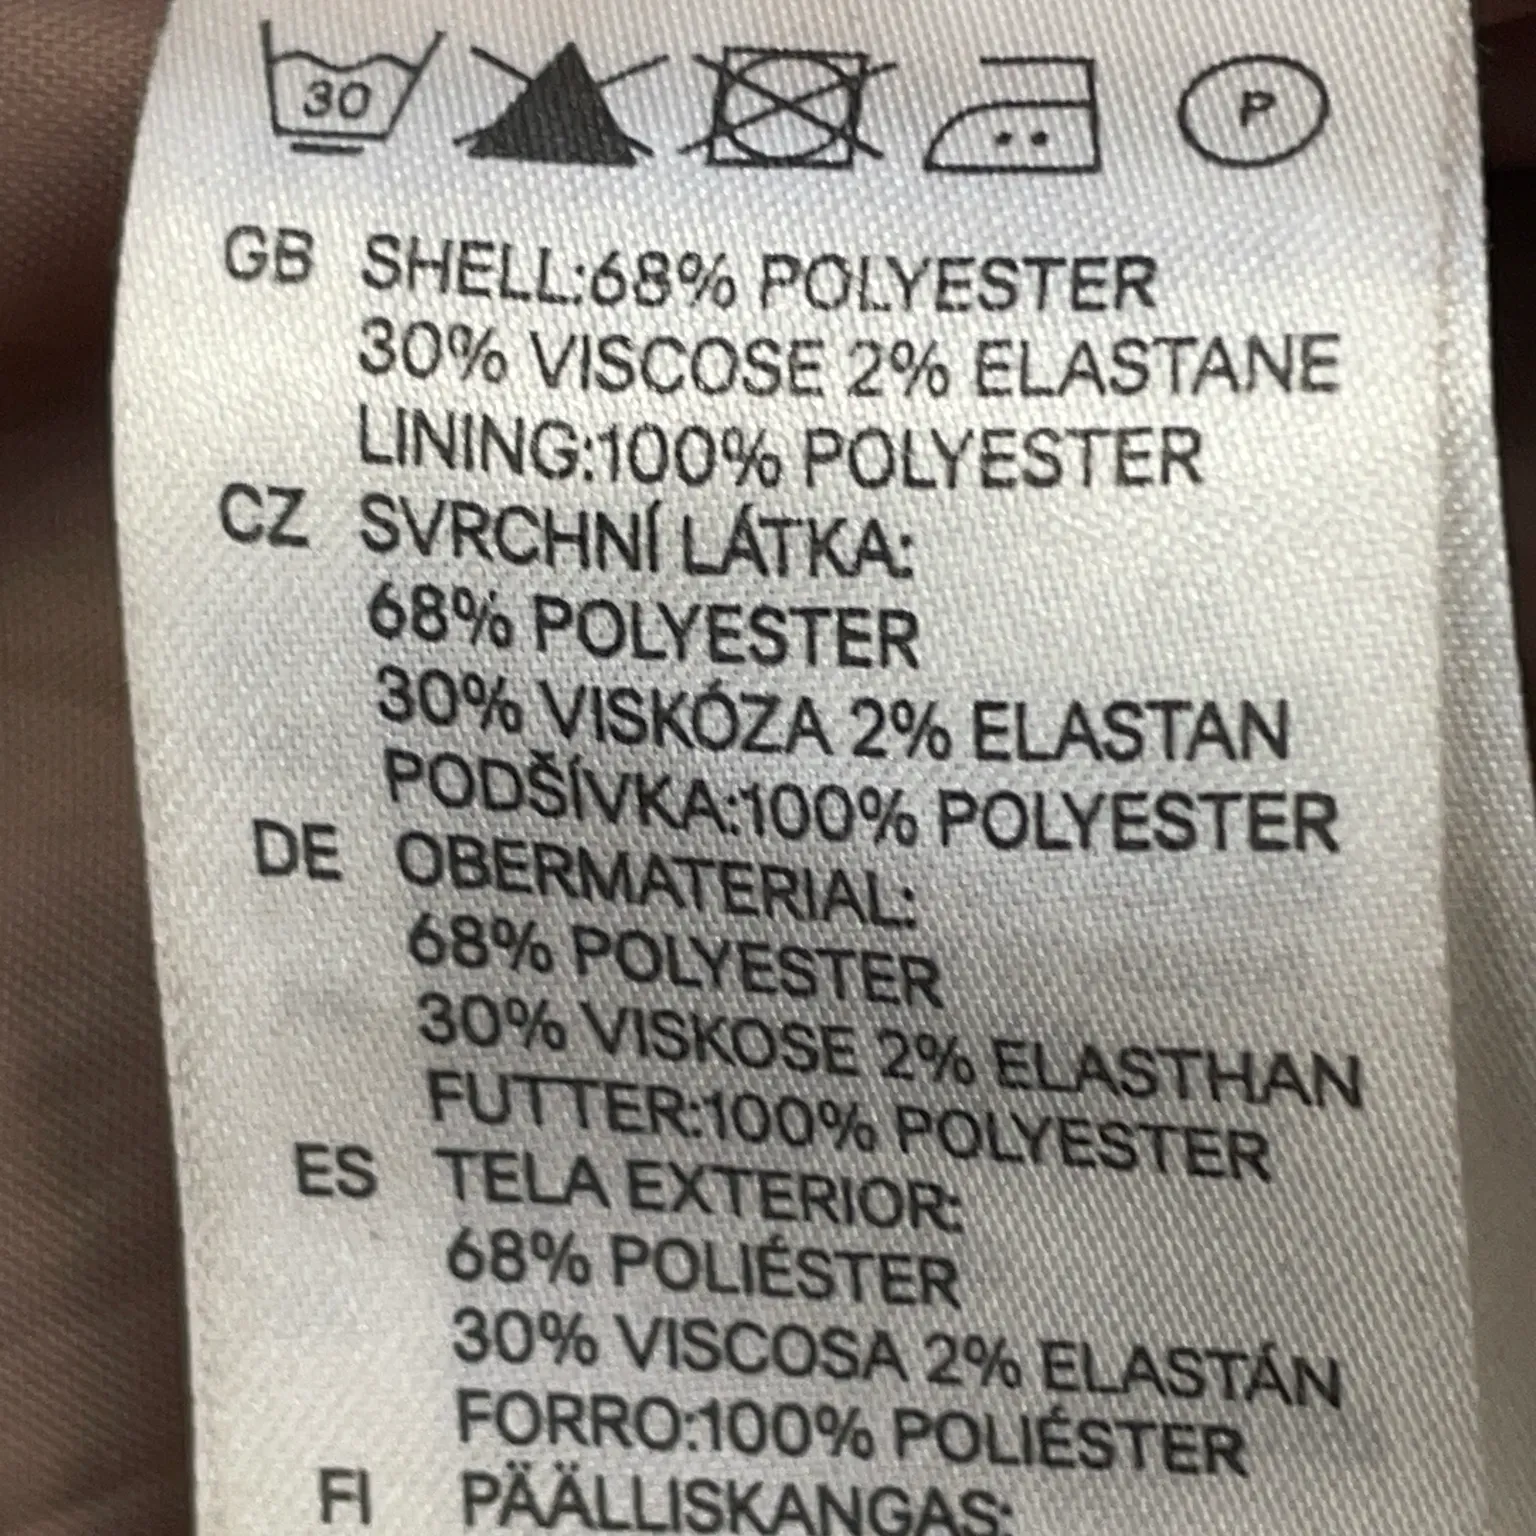 30 P
GB SHELL:68% POLYESTER
30% VISCOSE 2% ELASTANE
LINING:100% POLYESTER
CZ SVRCHNÍ LÁTKA:
68% POLYESTER
30% VISKÓZA 2% ELASTAN
PODŠÍVKA:100% POLYESTER
DE OBERMATERIAL:
68% POLYESTER
30% VISKOSE 2% ELASTHAN
FUTTER:100% POLYESTER
ES TELA EXTERIOR:
68% POLIÉSTER
30% VISCOSA 2% ELASTÁN
FORRO:100% POLIÉSTER
FI PÄÄLLISKANGAS: